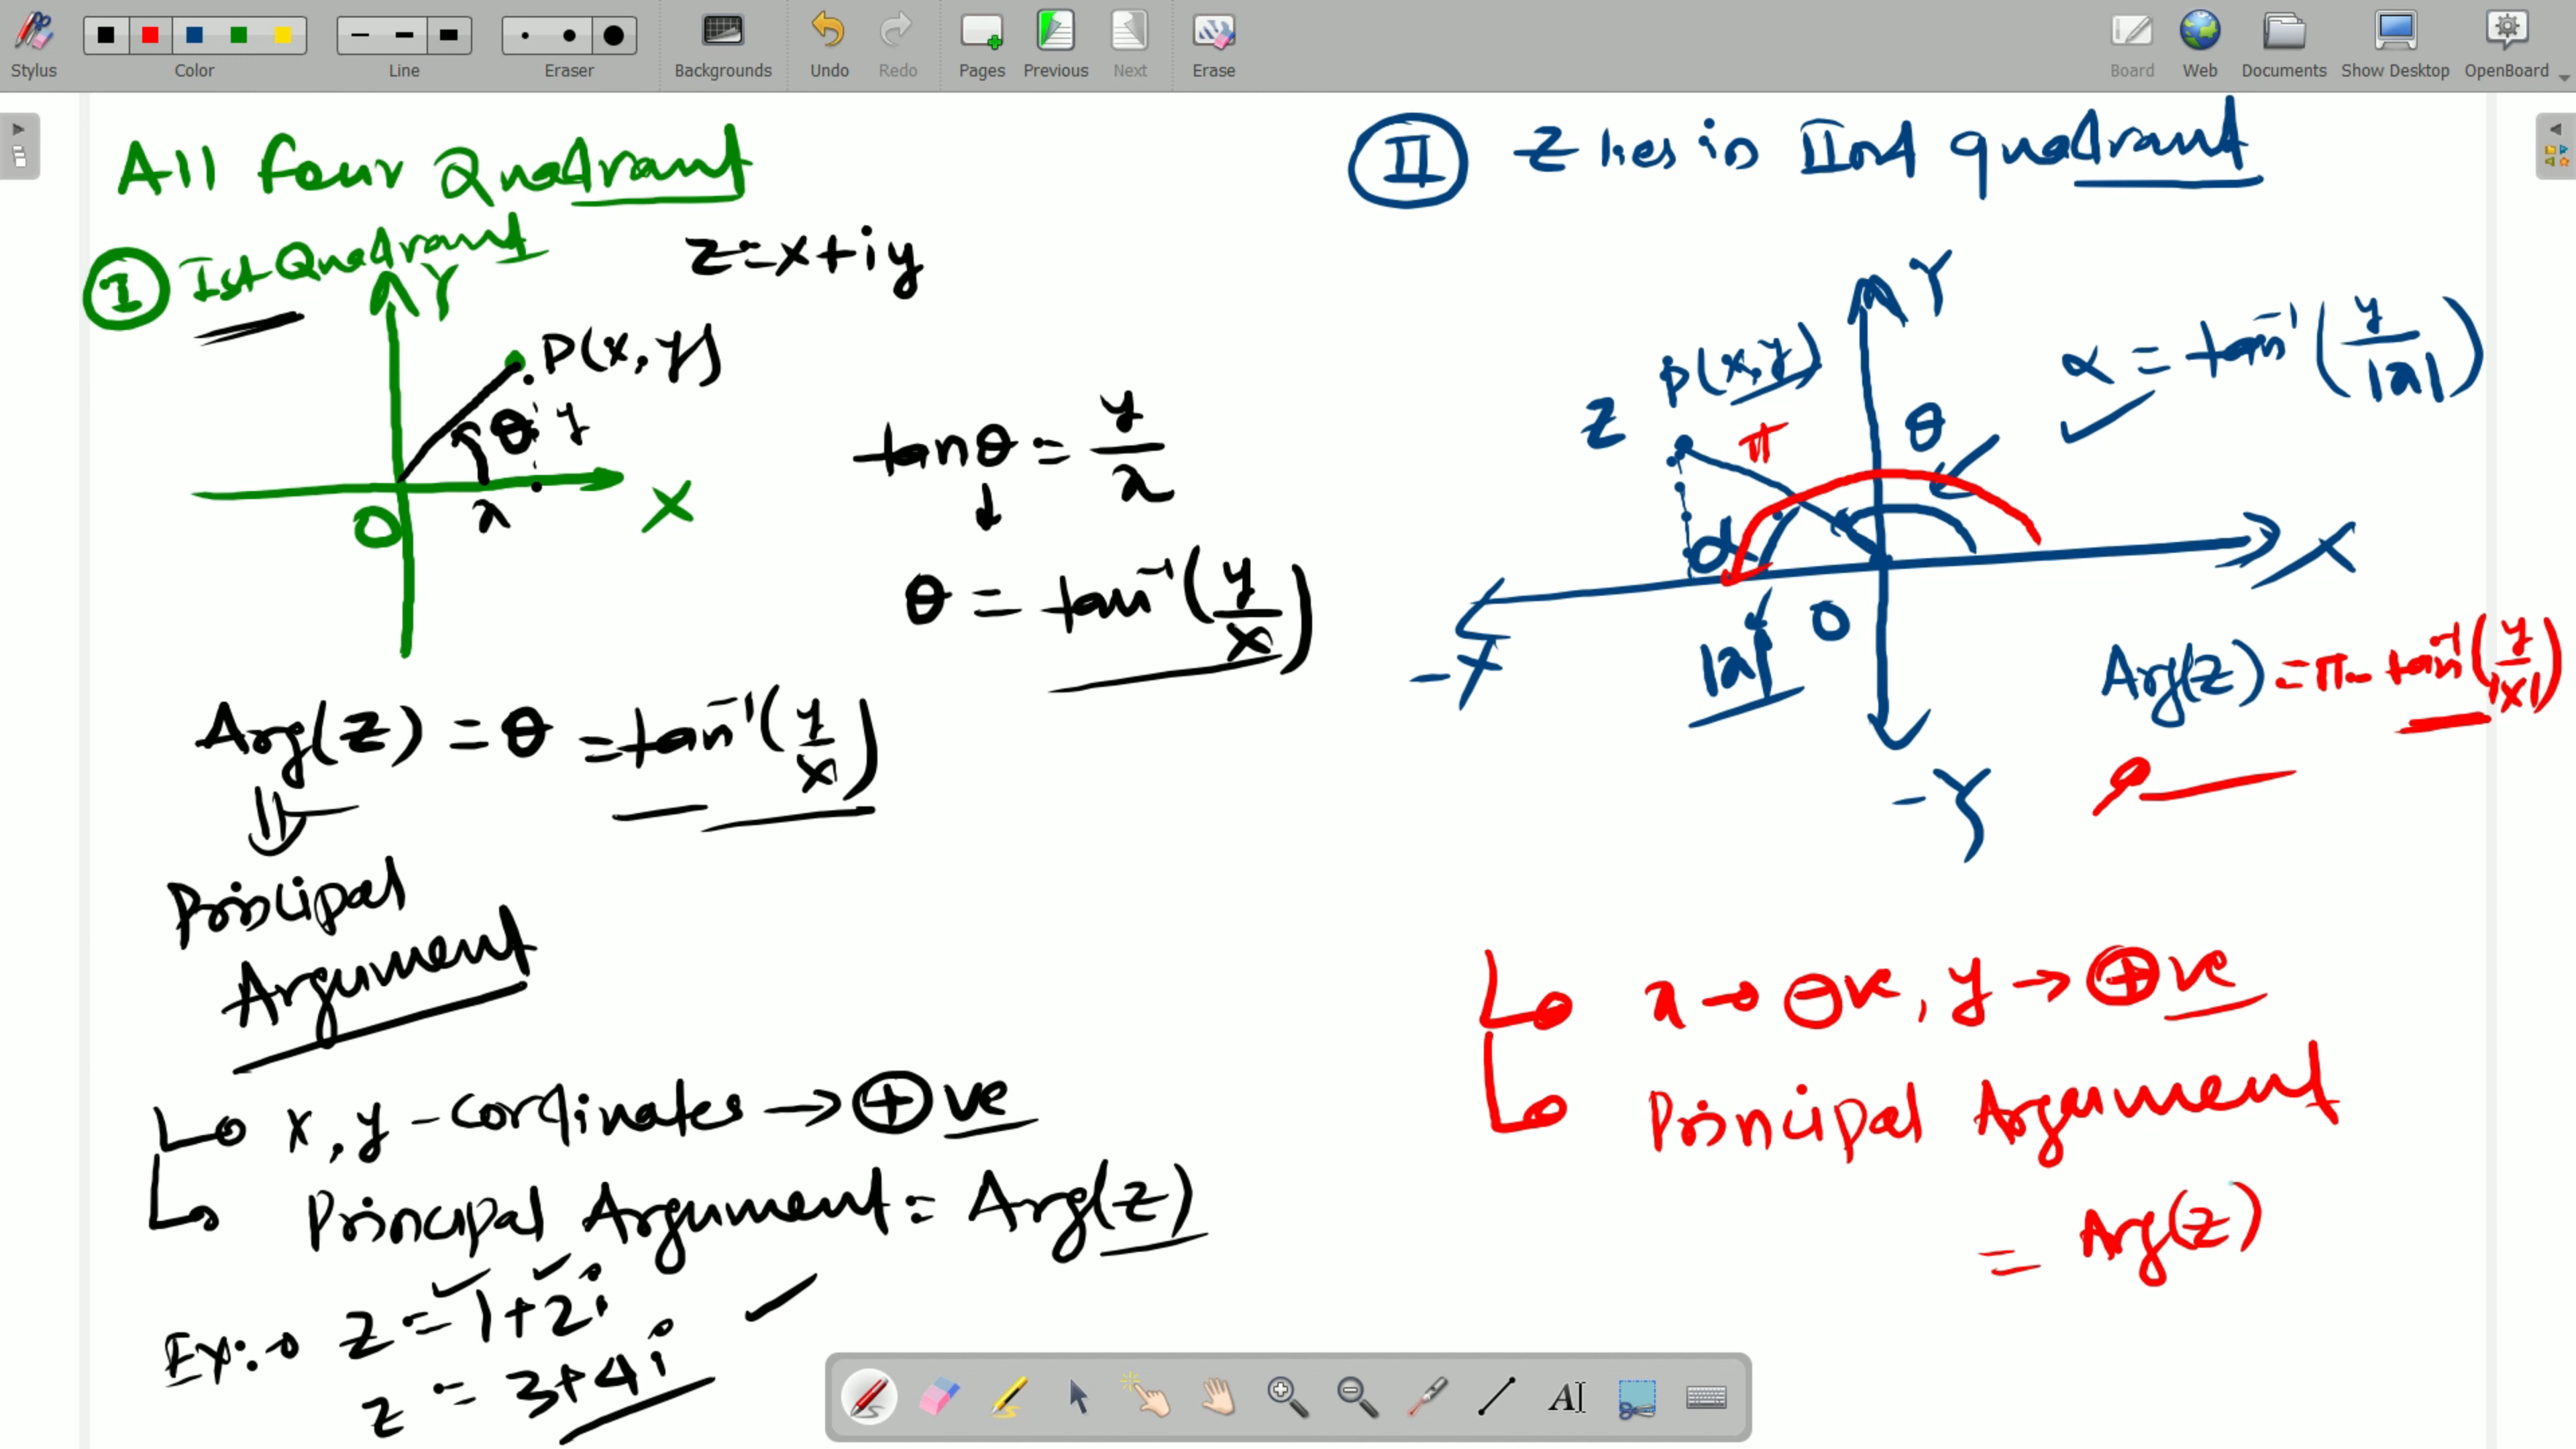 Stylus Color Line Eraser Backgrounds Undo Redo Pages Previous Next Erase Board Web Documents Show Desktop OpenBoard
All four Quadrant
I Ist Quadrant
z = x + iy
Y
P(x, y)
θ y
x
O
X
tanθ = y/x
θ = tan⁻¹(y/x)
Arg(z) = θ = tan⁻¹(y/x)
Principal
Argument
x, y - cordinates → ⊕ ve
Principal Argument = Arg(z)
Ex: → z = 1+2i
z = 3+4i
II z lies in IInd quadrant
Y
P(x,y)
z
π
θ
α = tan⁻¹(y/|x|)
α
X
O
|x|
Arg(z) = π - tan⁻¹(y/|x|)
-Y
x → ⊖ve, y → ⊕ve
Principal Argument
= Arg(z)